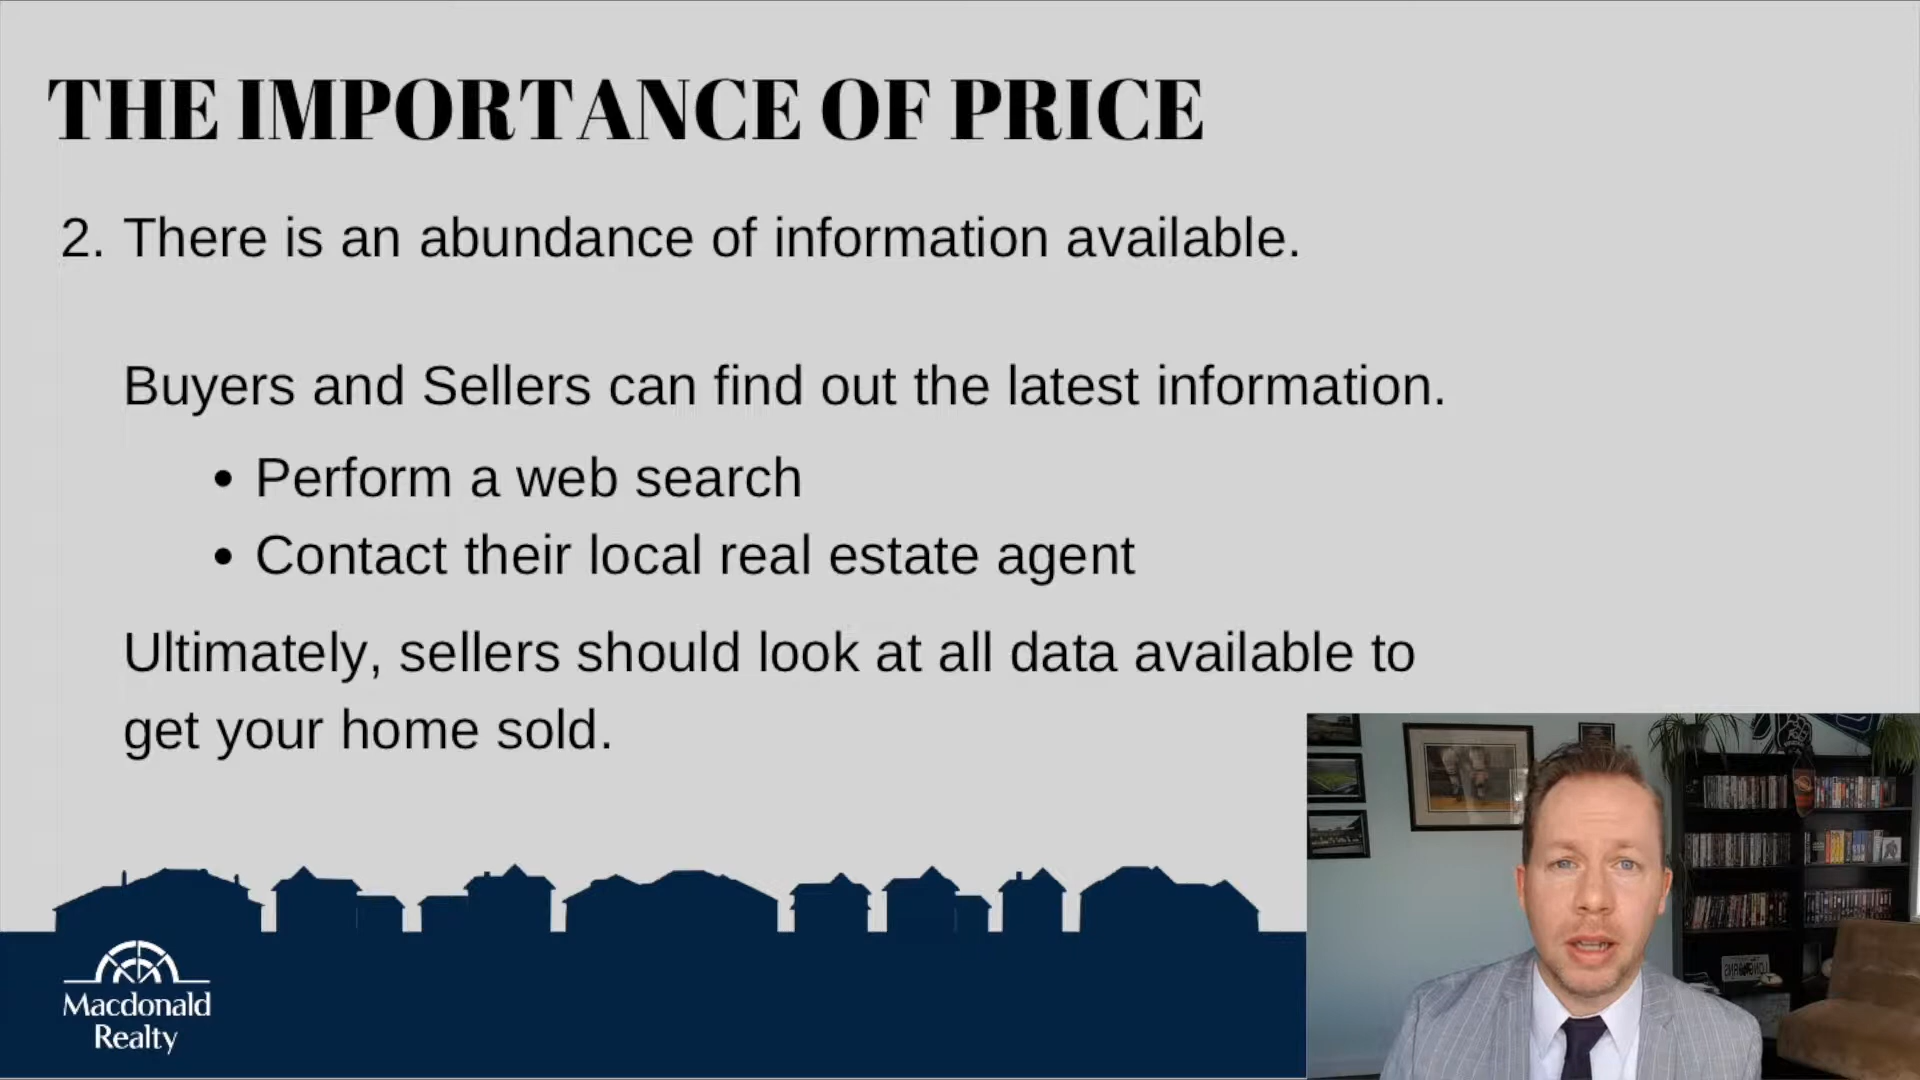 THE IMPORTANCE OF PRICE
2. There is an abundance of information available.
Buyers and Sellers can find out the latest information.
• Perform a web search
• Contact their local real estate agent
Ultimately, sellers should look at all data available to
get your home sold.
Macdonald
Realty